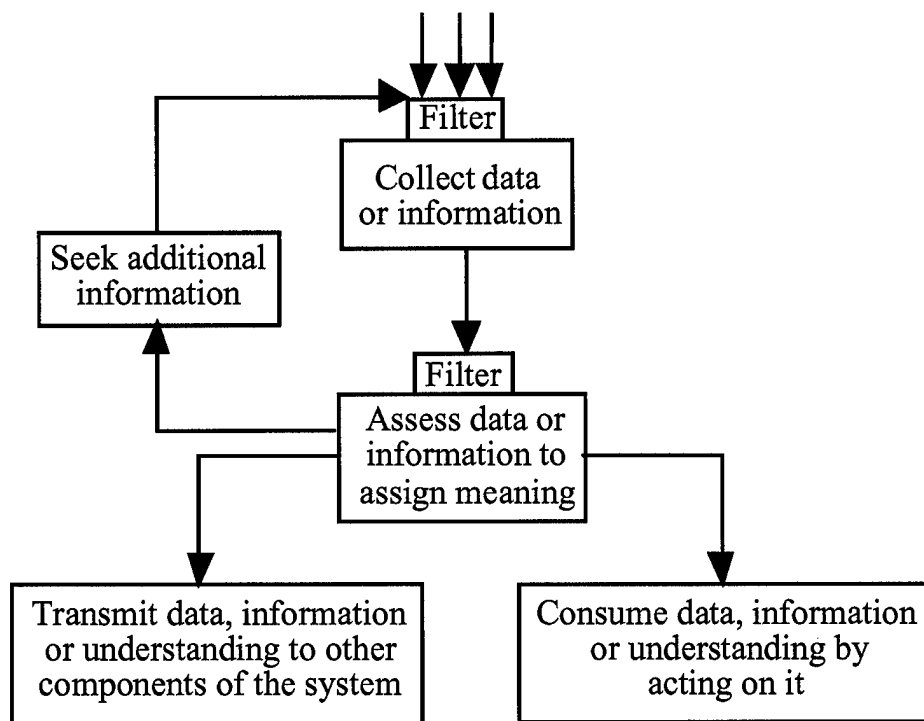 Filter
Collect data
or information
Seek additional
information
Filter
Assess data or
information to
assign meaning
Transmit data, information
or understanding to other
components of the system
Consume data, information
or understanding by
acting on it